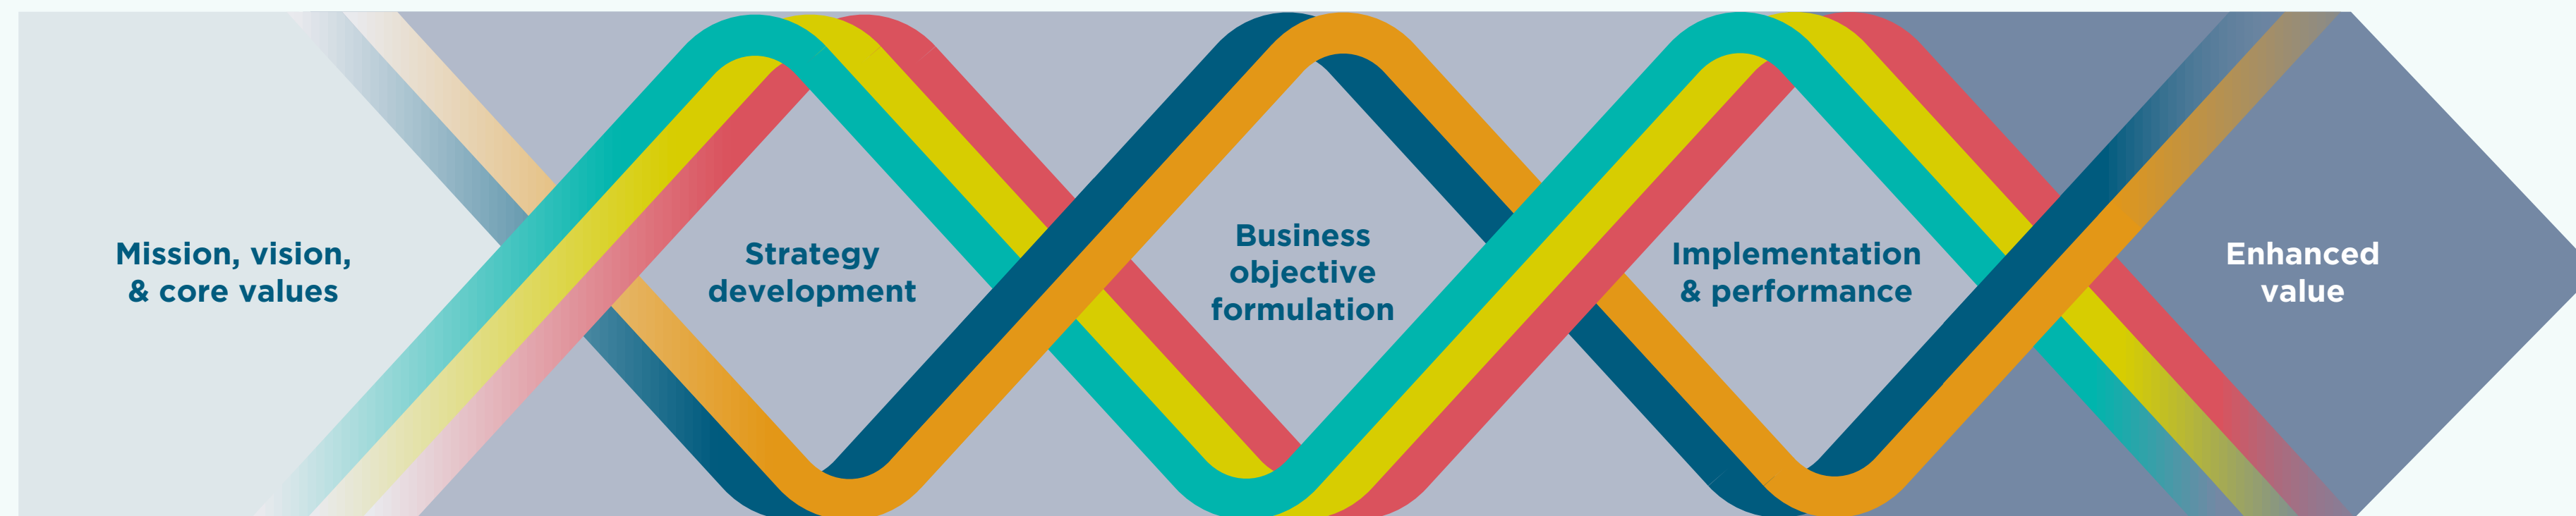 Mission, vision,
& core values
Strategy
development
Business
objective
formulation
Implementation
& performance
Enhanced
value